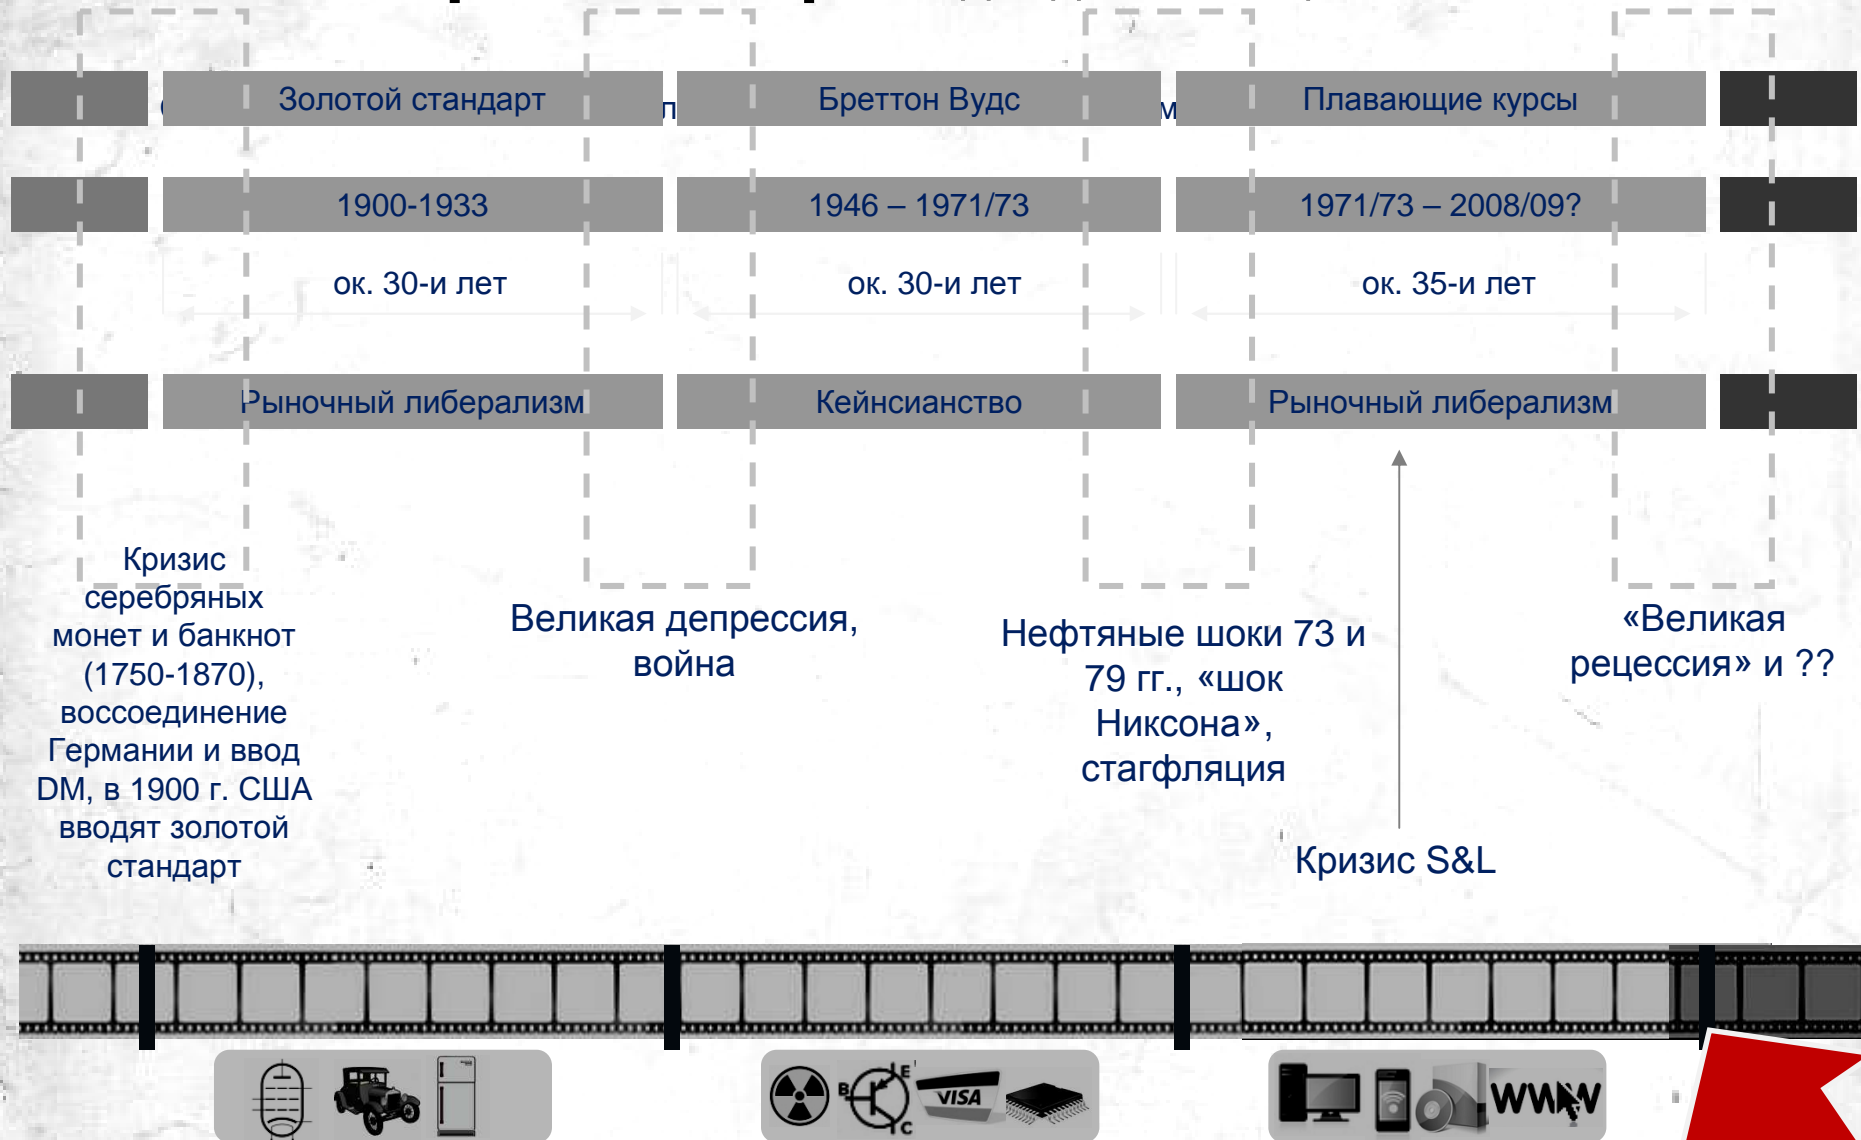 Золотой стандарт
Бреттон Вудс
Плавающие курсы
1900-1933
1946 – 1971/73
1971/73 – 2008/09?
ок. 30-и лет
ок. 30-и лет
ок. 35-и лет
Рыночный либерализм
Кейнсианство
Рыночный либерализм
Кризис
серебряных
монет и банкнот
(1750-1870),
воссоединение
Германии и ввод
DM, в 1900 г. США
вводят золотой
стандарт
Великая депрессия,
война
Нефтяные шоки 73 и
79 гг., «шок
Никсона»,
стагфляция
«Великая
рецессия» и ??
Кризис S&L
B
E
C
VISA
WWW